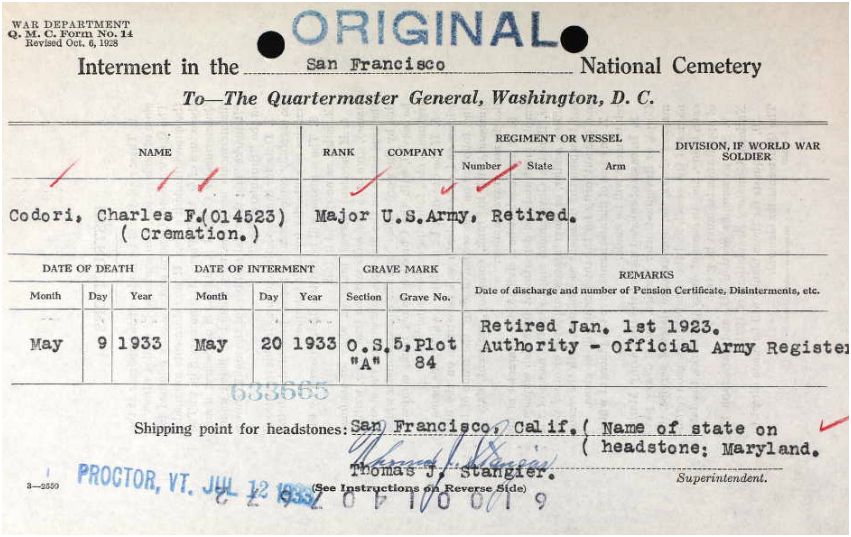 WAR DEPARTMENT
Q. M. C. Form No. 14
Revised Oct. 6, 1928
ORIGINAL
Interment in the San Francisco National Cemetery
To—The Quartermaster General, Washington, D. C.
NAME RANK COMPANY REGIMENT OR VESSEL DIVISION, IF WORLD WAR SOLDIER
Number State Arm
Codori, Charles F.(014523) Major U.S.Army, Retired.
( Cremation.)
DATE OF DEATH DATE OF INTERMENT GRAVE MARK REMARKS
Month Day Year Month Day Year Section Grave No. Date of discharge and number of Pension Certificate, Disinterments, etc.
Retired Jan. 1st 1923.
May 9 1933 May 20 1933 O.S.5, Plot Authority - Official Army Register
"A" 84
633665
Shipping point for headstones: San Francisco, Calif. ( Name of state on
( headstone; Maryland.
Thomas J. Stangier
Thomas J. Stangier.
Superintendent.
3—2550
PROCTOR, VT. JUL 12 1933
(See Instructions on Reverse Side)